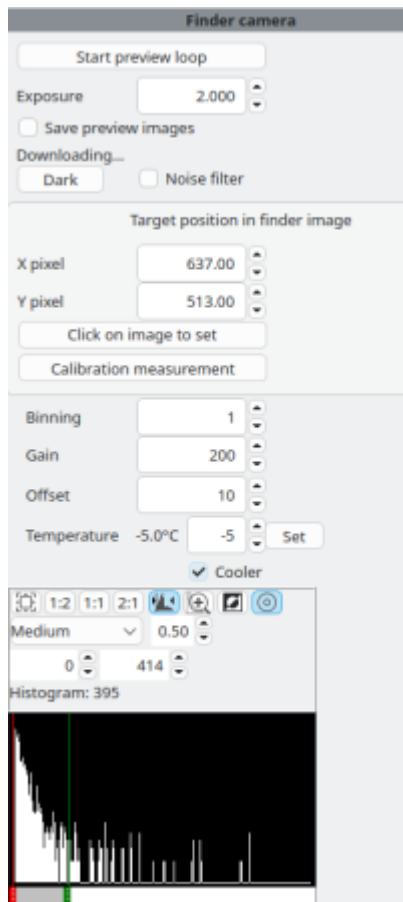 Finder camera
Start preview loop
Exposure 2.000
Save preview images
Downloading...
Dark Noise filter
Target position in finder image
X pixel 637.00
Y pixel 513.00
Click on image to set
Calibration measurement
Binning 1
Gain 200
Offset 10
Temperature -5.0°C -5 Set
Cooler
1:2 1:1 2:1
Medium 0.50
0 414
Histogram: 395